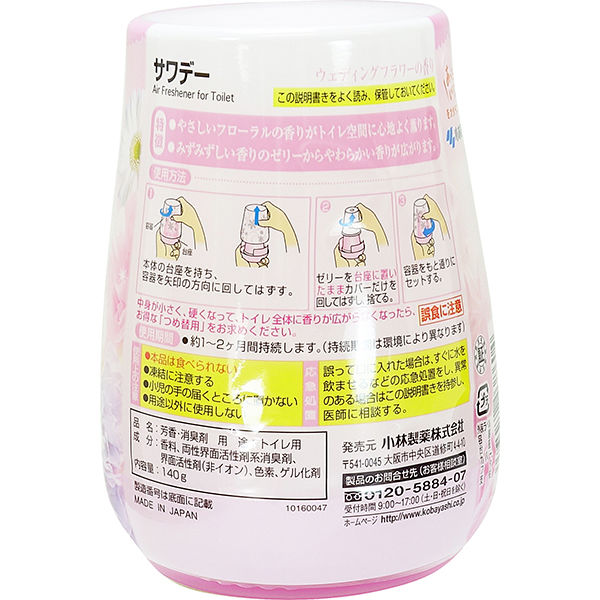 サワデー
Air Freshener for Toilet
ウェディングフラワーの香り
この説明書きをよく読み、保管しておいてください。
特徴
●やさしいフローラルの香りがトイレ空間に心地よく薫ります。
●みずみずしい香りのゼリーからやわらかい香が広がります。
使用方法
1
容器
台座
本体の台座を持ち、
容器を矢印の方向に回してはずす。
2
ゼリーを台座に置い
たままカバーだけを
回してはずし、捨てる。
3
容器をもと通りに
セットする。
中身が小さく、硬くなって、トイレ全体に香りが広がらなくなったら、
お得な「つめ替用」をお求めください。
誤食に注意
使用期間
●約1~2ヶ月間持続します。(持続期間は環境により異なります)
使用上の注意
●本品は食べられない
●凍結に注意する
●小児の手の届くところに置かない
●用途以外に使用しない
応急処置
誤って口に入れた場合は、すぐに水を
飲ませるなどの応急処置をし、異常
のある場合はこの説明書きを持参し、
医師に相談する。
品名:芳香・消臭剤 用途:トイレ用
成分:香料、両性界面活性剤系消臭剤、
界面活性剤(非イオン)、色素、ゲル化剤
内容量:140g
製造番号は底面に記載
MADE IN JAPAN
10160047
発売元 小林製薬株式会社
〒541-0045 大阪市中央区道修町4-4-10
製品のお問合せ先(お客様相談室)
0120-5884-07
受付時間 9:00~17:00(土・日・祝日を除く)
ホームページ http://www.kobayashi.co.jp